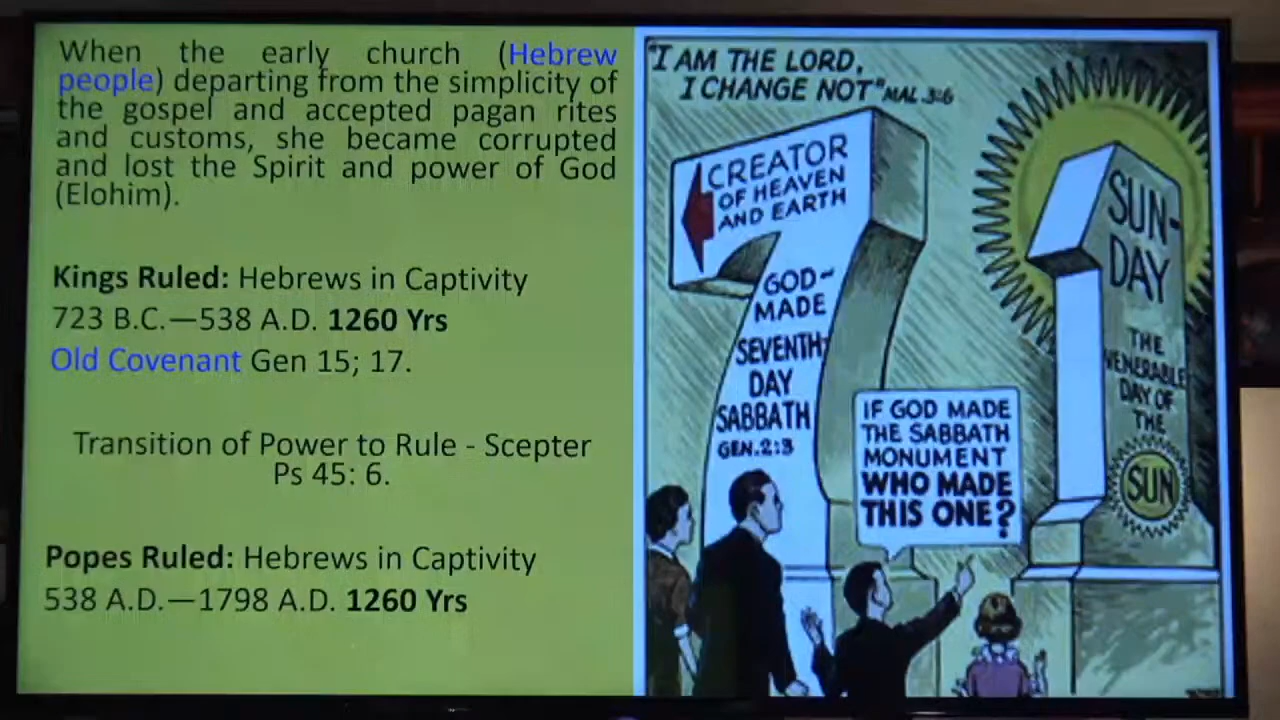 When the early church (Hebrew
people) departing from the simplicity of
the gospel and accepted pagan rites
and customs, she became corrupted
and lost the Spirit and power of God
(Elohim).
Kings Ruled: Hebrews in Captivity
723 B.C.—538 A.D. 1260 Yrs
Old Covenant Gen 15; 17.
Transition of Power to Rule - Scepter
Ps 45: 6.
Popes Ruled: Hebrews in Captivity
538 A.D.—1798 A.D. 1260 Yrs
"I AM THE LORD,
I CHANGE NOT" MAL.3:6
CREATOR
OF HEAVEN
AND EARTH
GOD-
MADE
SEVENTH
DAY
SABBATH
GEN.2:3
IF GOD MADE
THE SABBATH
MONUMENT
WHO MADE
THIS ONE?
SUN-
DAY
THE
VENERABLE
DAY OF
THE
SUN